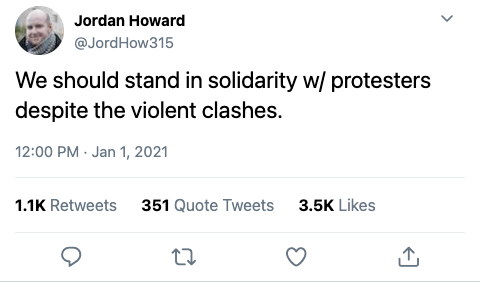 Jordan Howard
@JordHow315
We should stand in solidarity w/ protesters
despite the violent clashes.
12:00 PM · Jan 1, 2021
1.1K Retweets 351 Quote Tweets 3.5K Likes